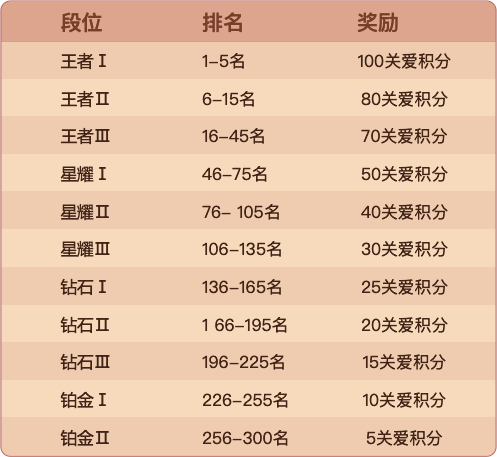 段位 排名 奖励
王者Ⅰ 1–5名 100关爱积分
王者Ⅱ 6–15名 80关爱积分
王者Ⅲ 16–45名 70关爱积分
星耀Ⅰ 46–75名 50关爱积分
星耀Ⅱ 76– 105名 40关爱积分
星耀Ⅲ 106–135名 30关爱积分
钻石Ⅰ 136–165名 25关爱积分
钻石Ⅱ 1 66–195名 20关爱积分
钻石Ⅲ 196–225名 15关爱积分
铂金Ⅰ 226–255名 10关爱积分
铂金Ⅱ 256–300名 5关爱积分